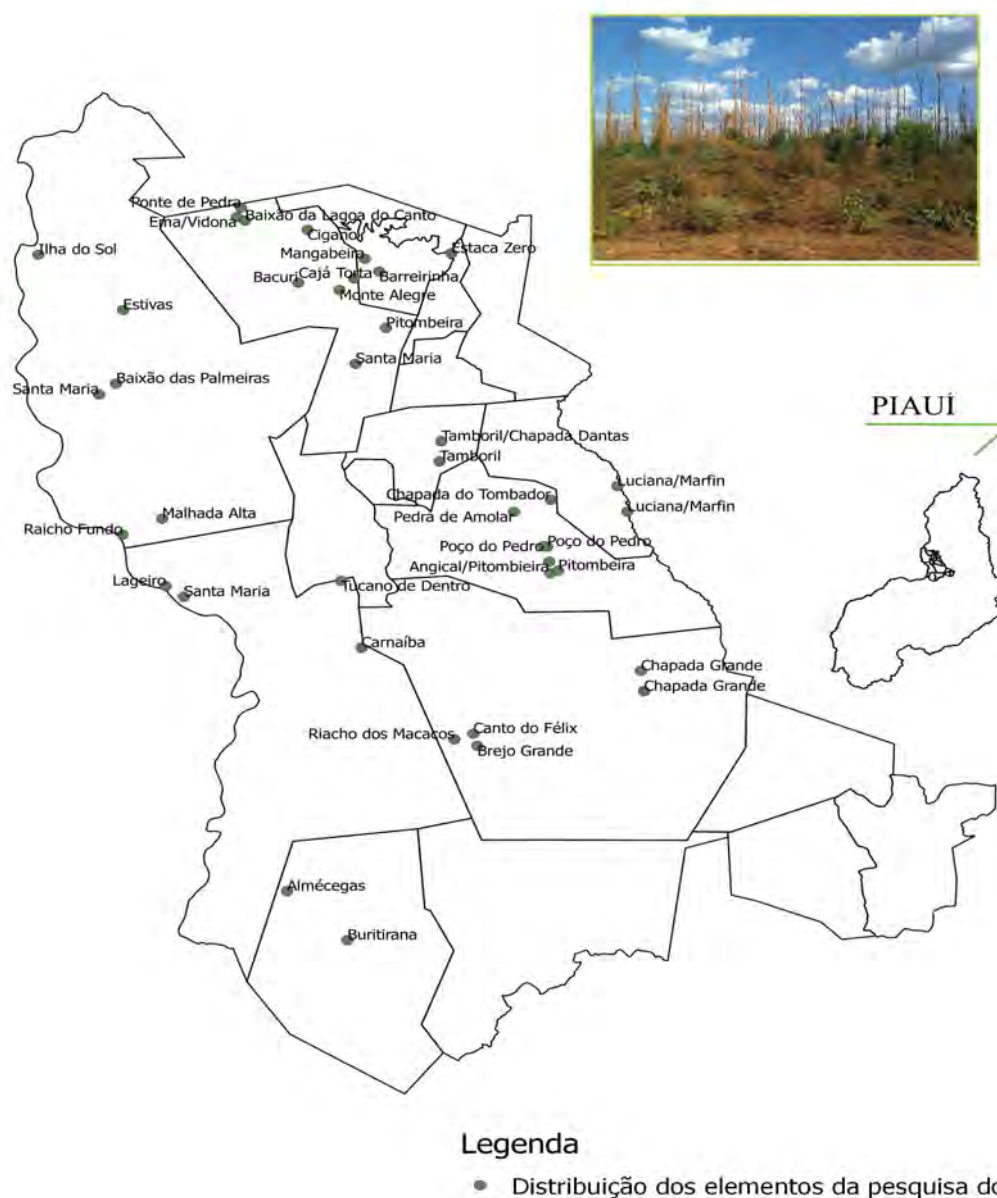 Ponte de Pedra
Ema/Vidona
Baixão da Lagoa do Canto
Cigano
Ilha do Sol
Mangabeira
Estaca Zero
Bacuri
Cajá Torta
Barreirinha
Monte Alegre
Estivas
Pitombeira
Santa Maria
Baixão das Palmeiras
Santa Maria
PIAUÍ
Tamboril/Chapada Dantas
Tamboril
Luciana/Marfin
Chapada do Tombador
Luciana/Marfin
Pedra de Amolar
Malhada Alta
Raicho Fundo
Poço do Pedro
Poço do Pedro
Angical/Pitombieira
Pitombeira
Lageiro
Tucano de Dentro
Santa Maria
Carnaíba
Chapada Grande
Chapada Grande
Riacho dos Macacos
Canto do Félix
Brejo Grande
Almécegas
Buritirana
Legenda
Distribuição dos elementos da pesquisa do